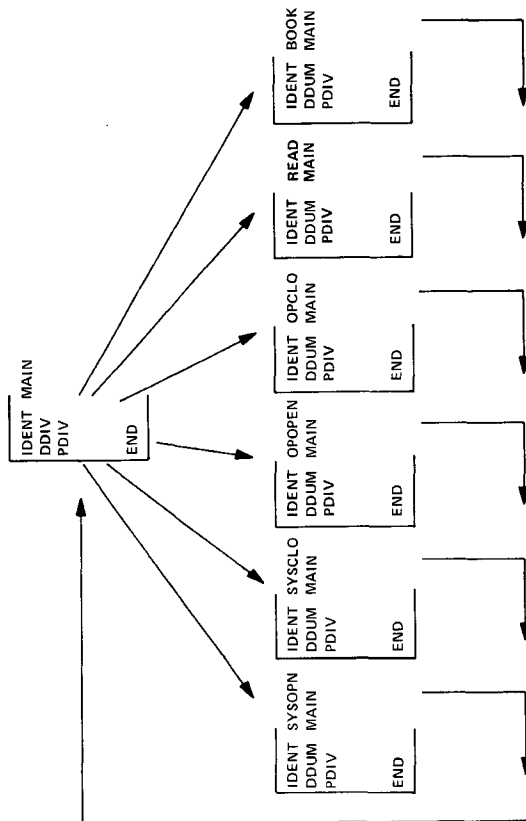 IDENT MAIN
DDIV
PDIV
END
IDENT SYSOPN
DDUM MAIN
PDIV
END
IDENT SYSCLO
DDUM MAIN
PDIV
END
IDENT OPOPEN
DDUM MAIN
PDIV
END
IDENT OPCLO
DDUM MAIN
PDIV
END
IDENT READ
DDUM MAIN
PDIV
END
IDENT BOOK
DDUM MAIN
PDIV
END